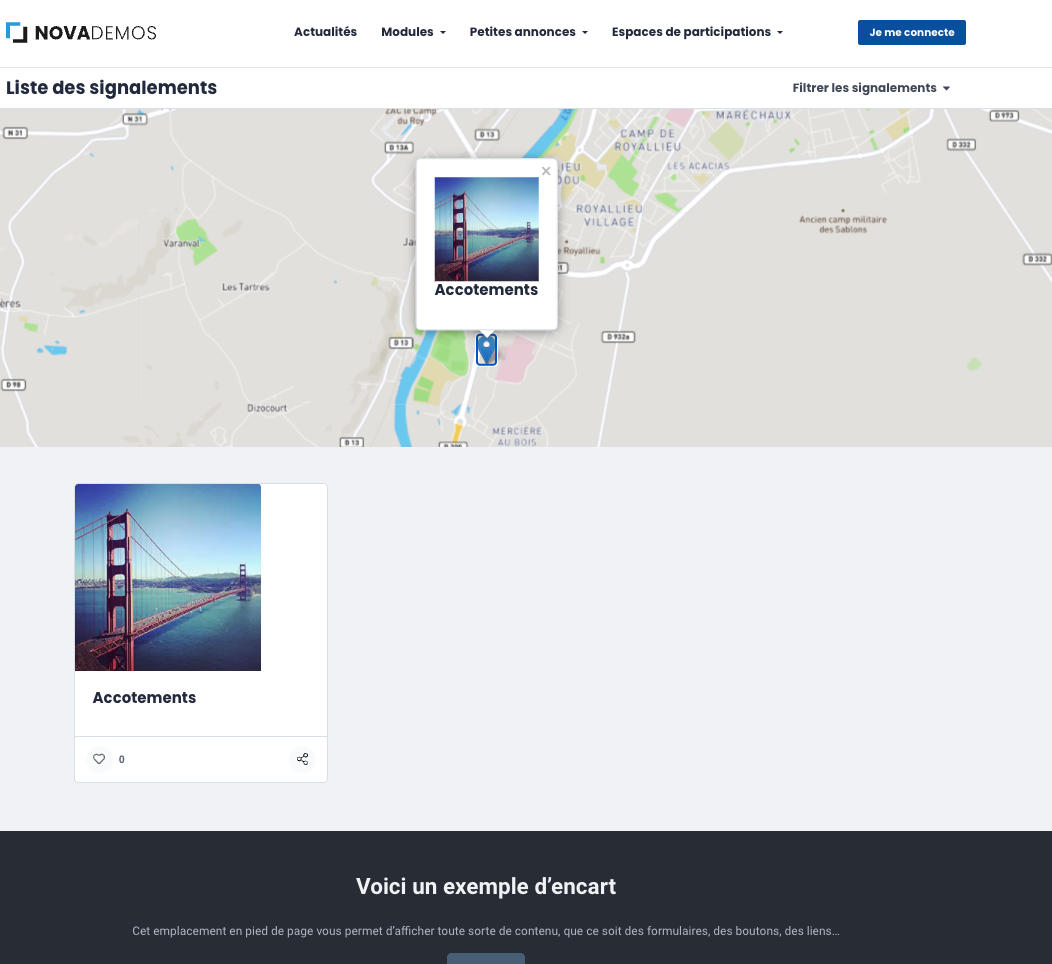 NOVADEMOS
Actualités
Modules
Petites annonces
Espaces de participations
Je me connecte
Liste des signalements
Filtrer les signalements
N 31
N 31
ZAC le Camp
du Roy
D 13
D 13A
CAMP DE
ROYALLIEU
MARÉCHAUX
D 973
D 332
LES ACACIAS
ROYALLIEU
VILLAGE
Ancien camp militaire
des Sablons
Varanval
Royallieu
D 332
Les Tartres
Accotements
D 13
D 932a
D 98
Dizocourt
MERCIÈRE
AU BOIS
D 13
Accotements
0
Voici un exemple d’encart
Cet emplacement en pied de page vous permet d’afficher toute sorte de contenu, que ce soit des formulaires, des boutons, des liens…